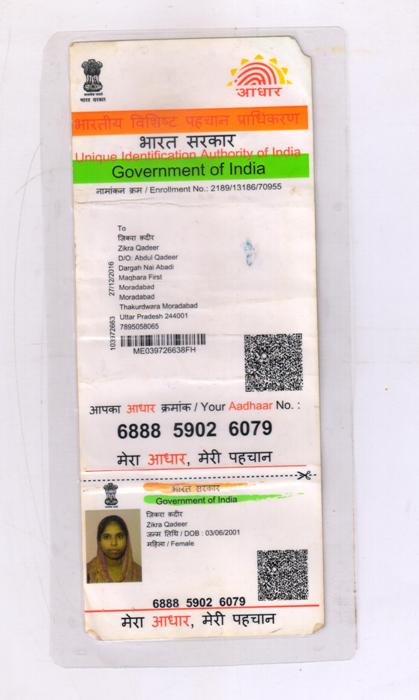 भारत सरकार
आधार
भारतीय विशिष्ट पहचान प्राधिकरण
भारत सरकार
Unique Identification Authority of India
Government of India
नामांकन क्रम / Enrollment No.: 2189/13186/70955
To
ज़िकरा क़दीर
Zikra Qadeer
D/O: Abdul Qadeer
Dargah Nai Abadi
Maqbara First
Moradabad
Moradabad
Thakurdwara Moradabad
Uttar Pradesh 244001
7895058065
27/12/2016
103372663
ME039726638FH
आपका आधार क्रमांक / Your Aadhaar No. :
6888 5902 6079
मेरा आधार, मेरी पहचान
भारत सरकार
Government of India
ज़िकरा क़दीर
Zikra Qadeer
जन्म तिथि / DOB : 03/06/2001
महिला / Female
6888 5902 6079
मेरा आधार, मेरी पहचान